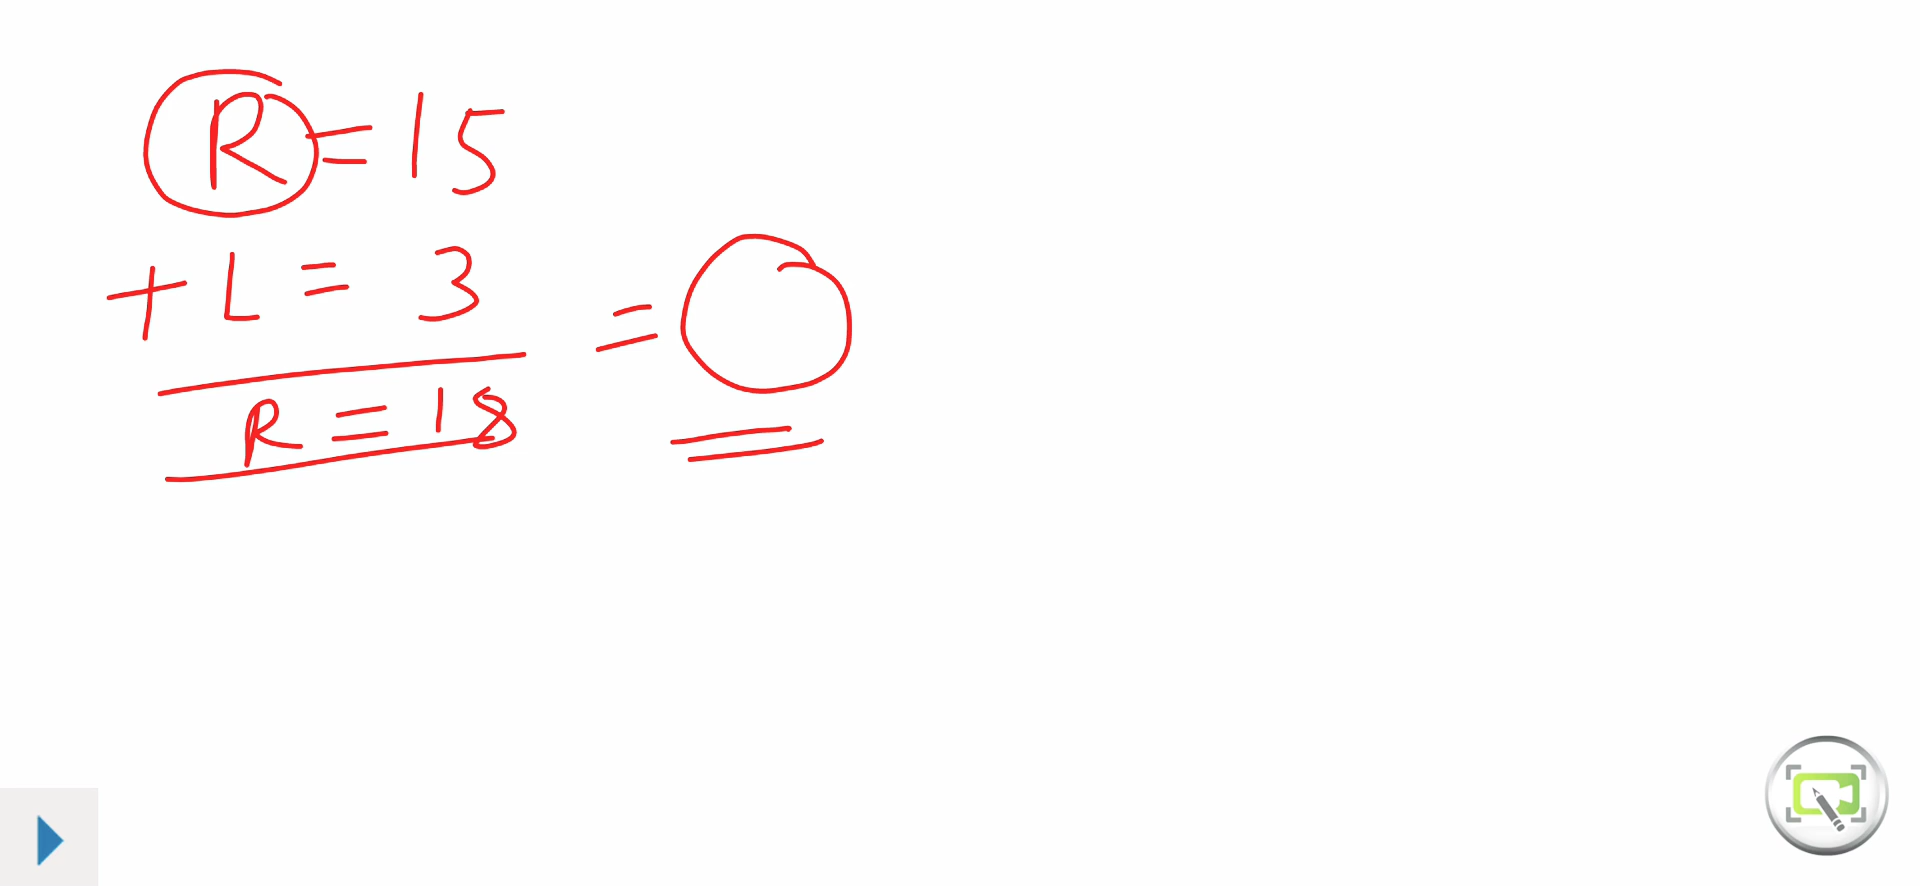 R = 15
+ L = 3
=
R = 18